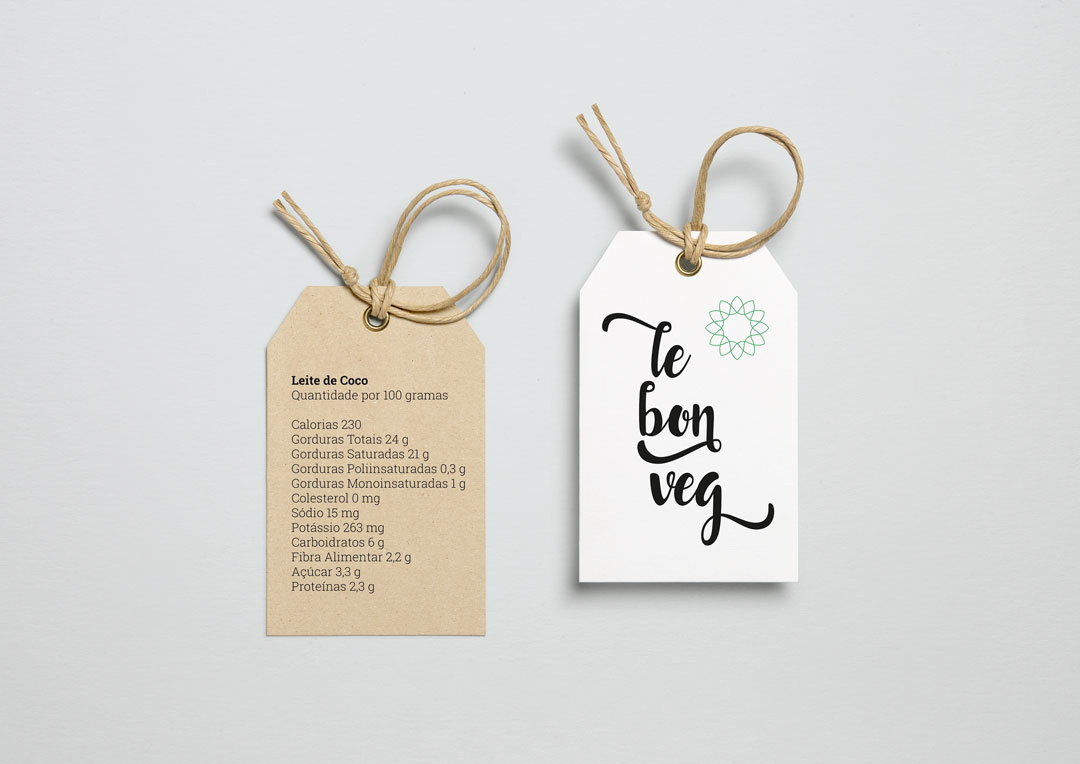 Leite de Coco
Quantidade por 100 gramas
Calorias 230
Gorduras Totais 24 g
Gorduras Saturadas 21 g
Gorduras Poliinsaturadas 0,3 g
Gorduras Monoinsaturadas 1 g
Colesterol 0 mg
Sódio 15 mg
Potássio 263 mg
Carboidratos 6 g
Fibra Alimentar 2,2 g
Açúcar 3,3 g
Proteínas 2,3 g
le
bon
veg